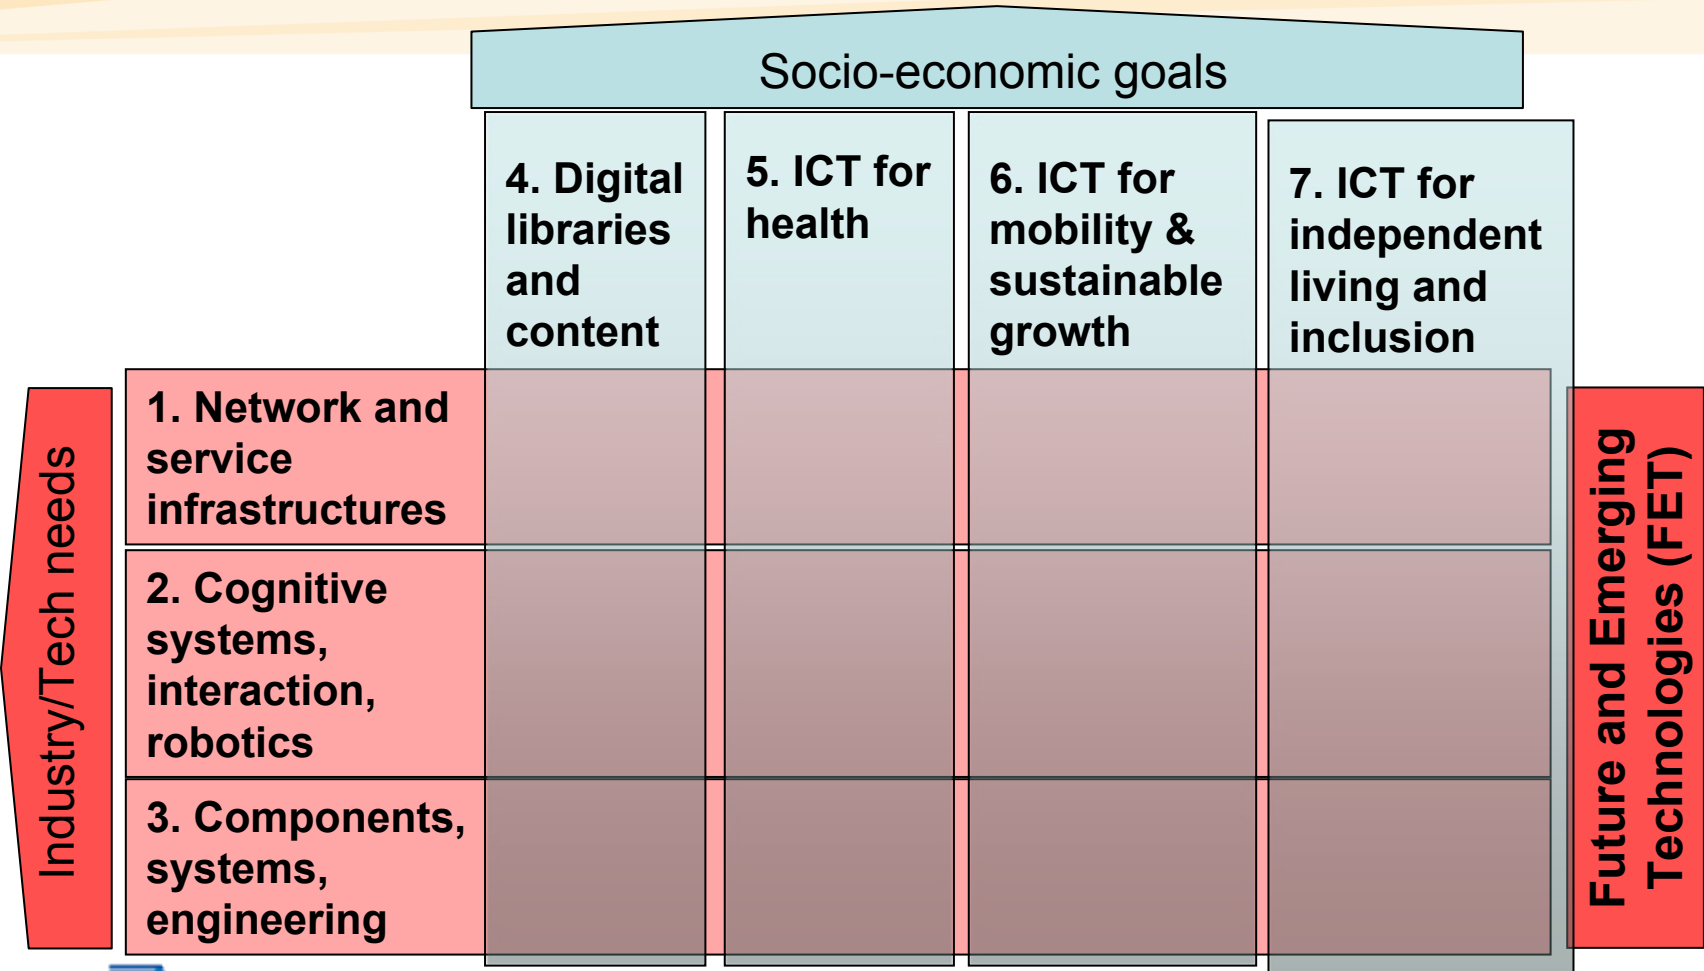 Socio-economic goals
4. Digital
libraries
and
content
5. ICT for
health
6. ICT for
mobility &
sustainable
growth
7. ICT for
independent
living and
inclusion
Industry/Tech needs
1. Network and
service
infrastructures
2. Cognitive
systems,
interaction,
robotics
3. Components,
systems,
engineering
Future and Emerging
Technologies (FET)